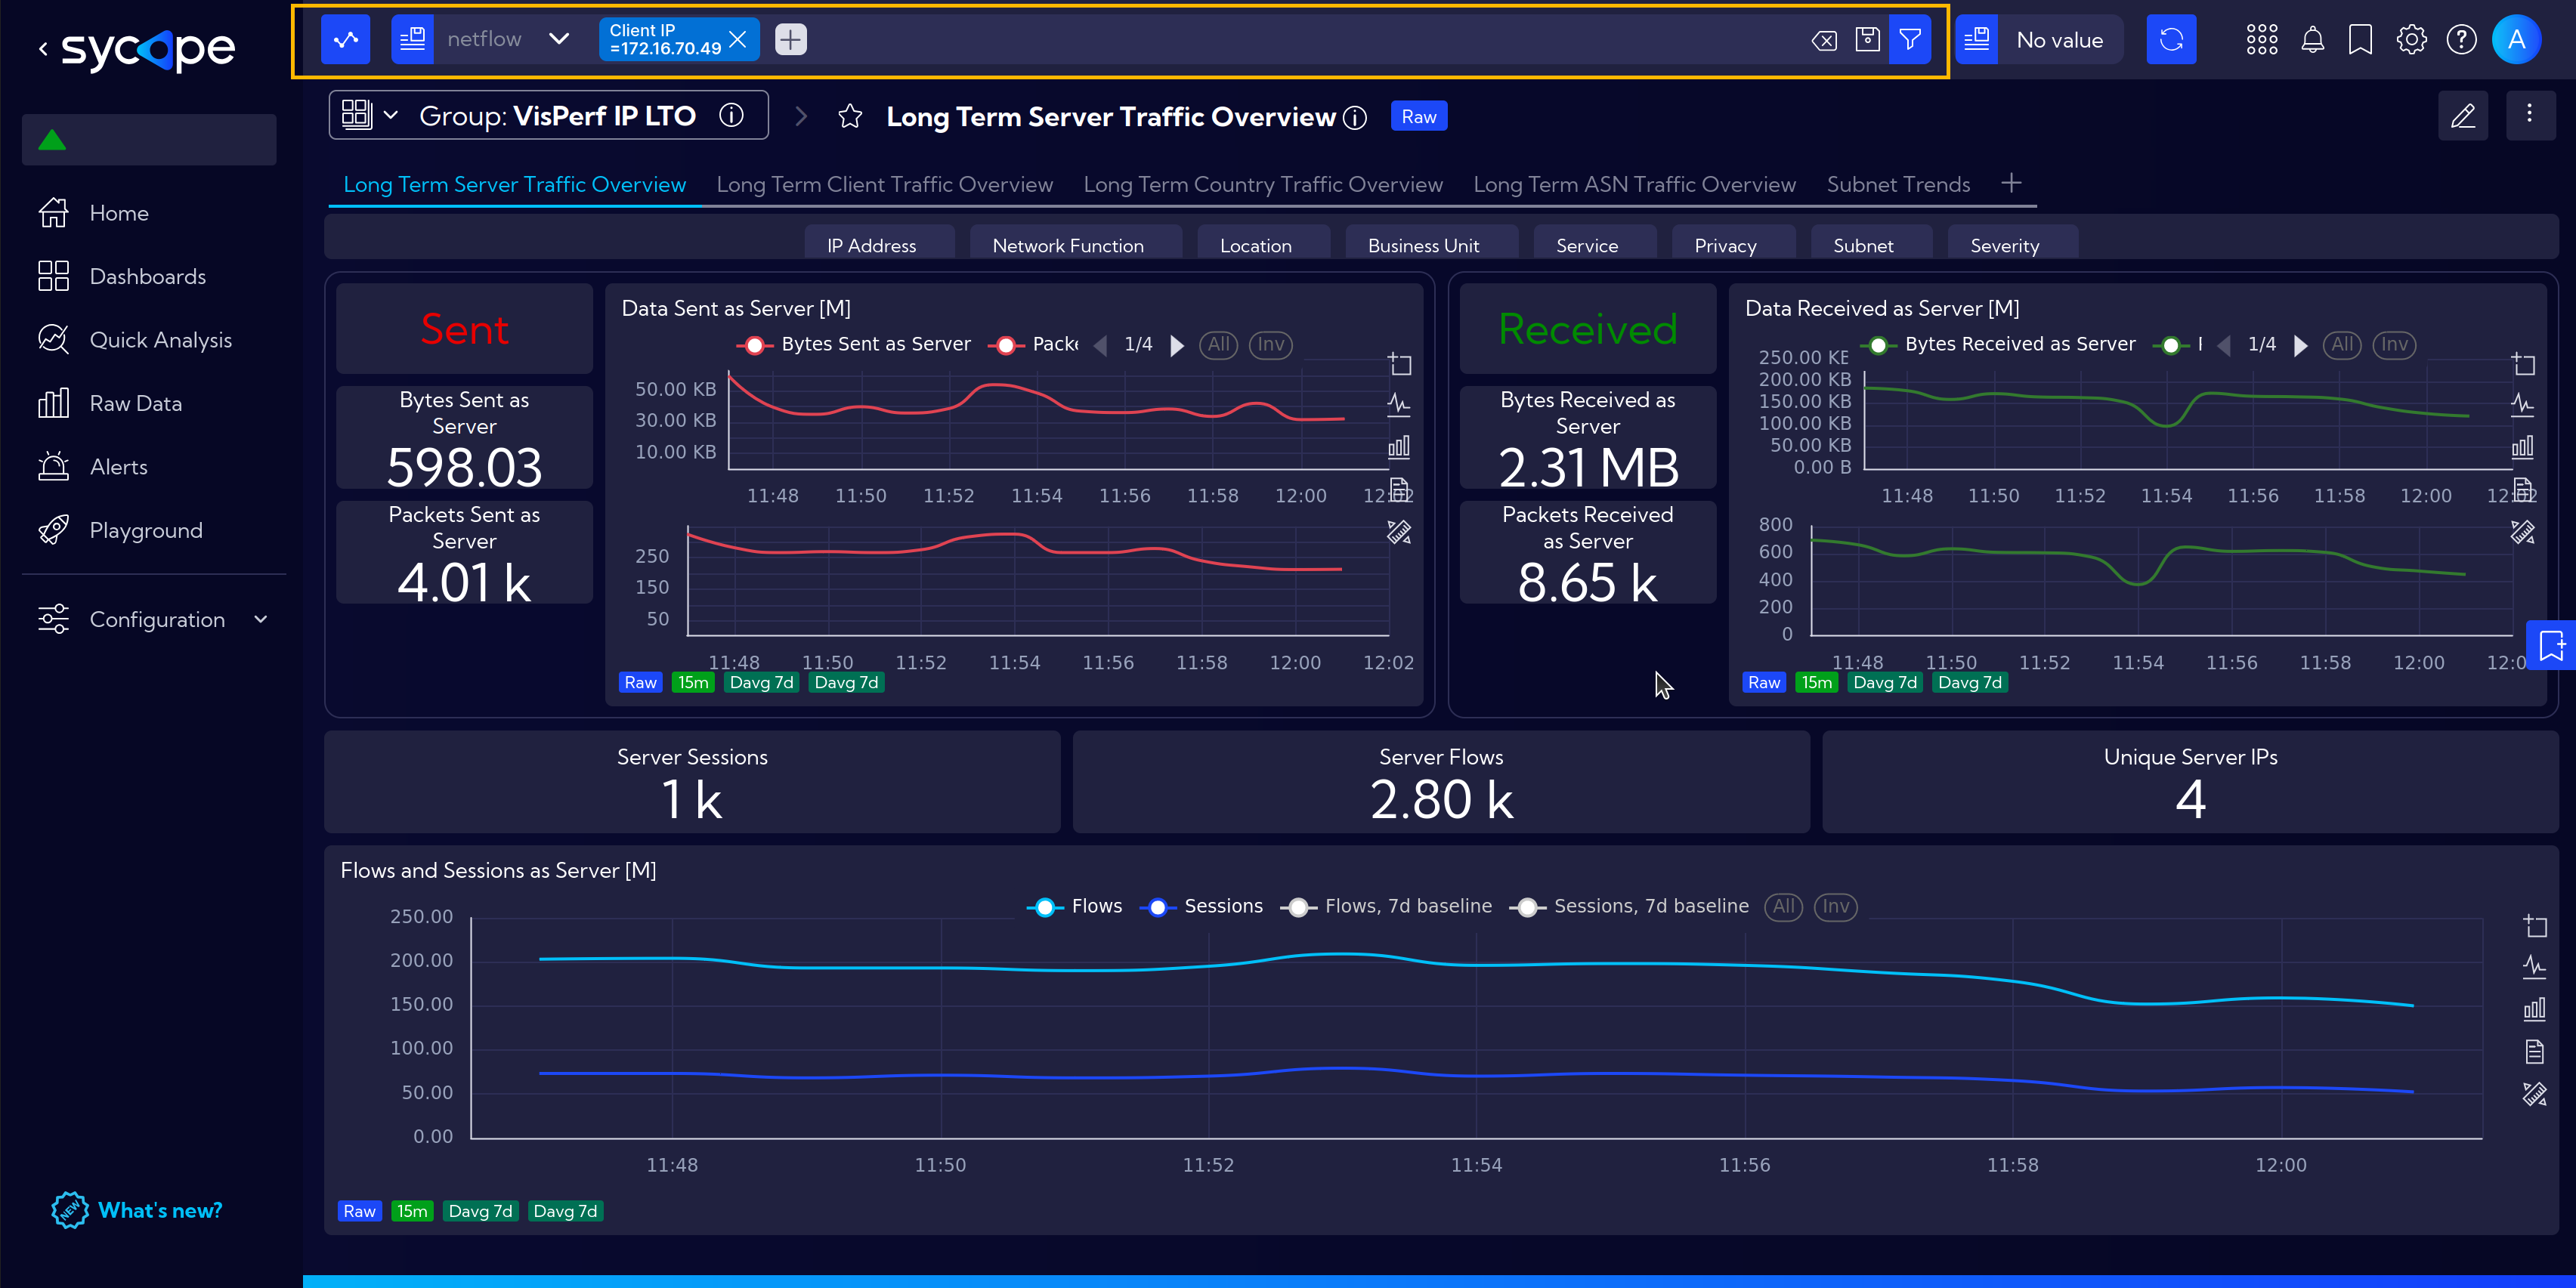 sycope
netflow
Client IP
=172.16.70.49
No value
A
Group: VisPerf IP LTO
Long Term Server Traffic Overview
Raw
Long Term Server Traffic Overview
Long Term Client Traffic Overview
Long Term Country Traffic Overview
Long Term ASN Traffic Overview
Subnet Trends
Home
Dashboards
Quick Analysis
Raw Data
Alerts
Playground
Configuration
NEW
What's new?
IP Address
Network Function
Location
Business Unit
Service
Privacy
Subnet
Severity
Sent
Bytes Sent as
Server
598.03
Packets Sent as
Server
4.01 k
Data Sent as Server [M]
Bytes Sent as Server
1/4
All
Inv
50.00 KB
30.00 KB
10.00 KB
11:48 11:50 11:52 11:54 11:56 11:58 12:00
250
150
50
11:48 11:50 11:52 11:54 11:56 11:58 12:00 12:02
Raw 15m Davg 7d Davg 7d
Received
Bytes Received as
Server
2.31 MB
Packets Received
as Server
8.65 k
Data Received as Server [M]
Bytes Received as Server
1/4
All
Inv
250.00 KB
200.00 KB
150.00 KB
100.00 KB
50.00 KB
0.00 B
11:48 11:50 11:52 11:54 11:56 11:58 12:00
800
600
400
200
0
11:48 11:50 11:52 11:54 11:56 11:58 12:00
Raw 15m Davg 7d Davg 7d
Server Sessions
1 k
Server Flows
2.80 k
Unique Server IPs
4
Flows and Sessions as Server [M]
Flows
Sessions
Flows, 7d baseline
Sessions, 7d baseline
All
Inv
250.00
200.00
150.00
100.00
50.00
0.00
11:48 11:50 11:52 11:54 11:56 11:58 12:00
Raw 15m Davg 7d Davg 7d